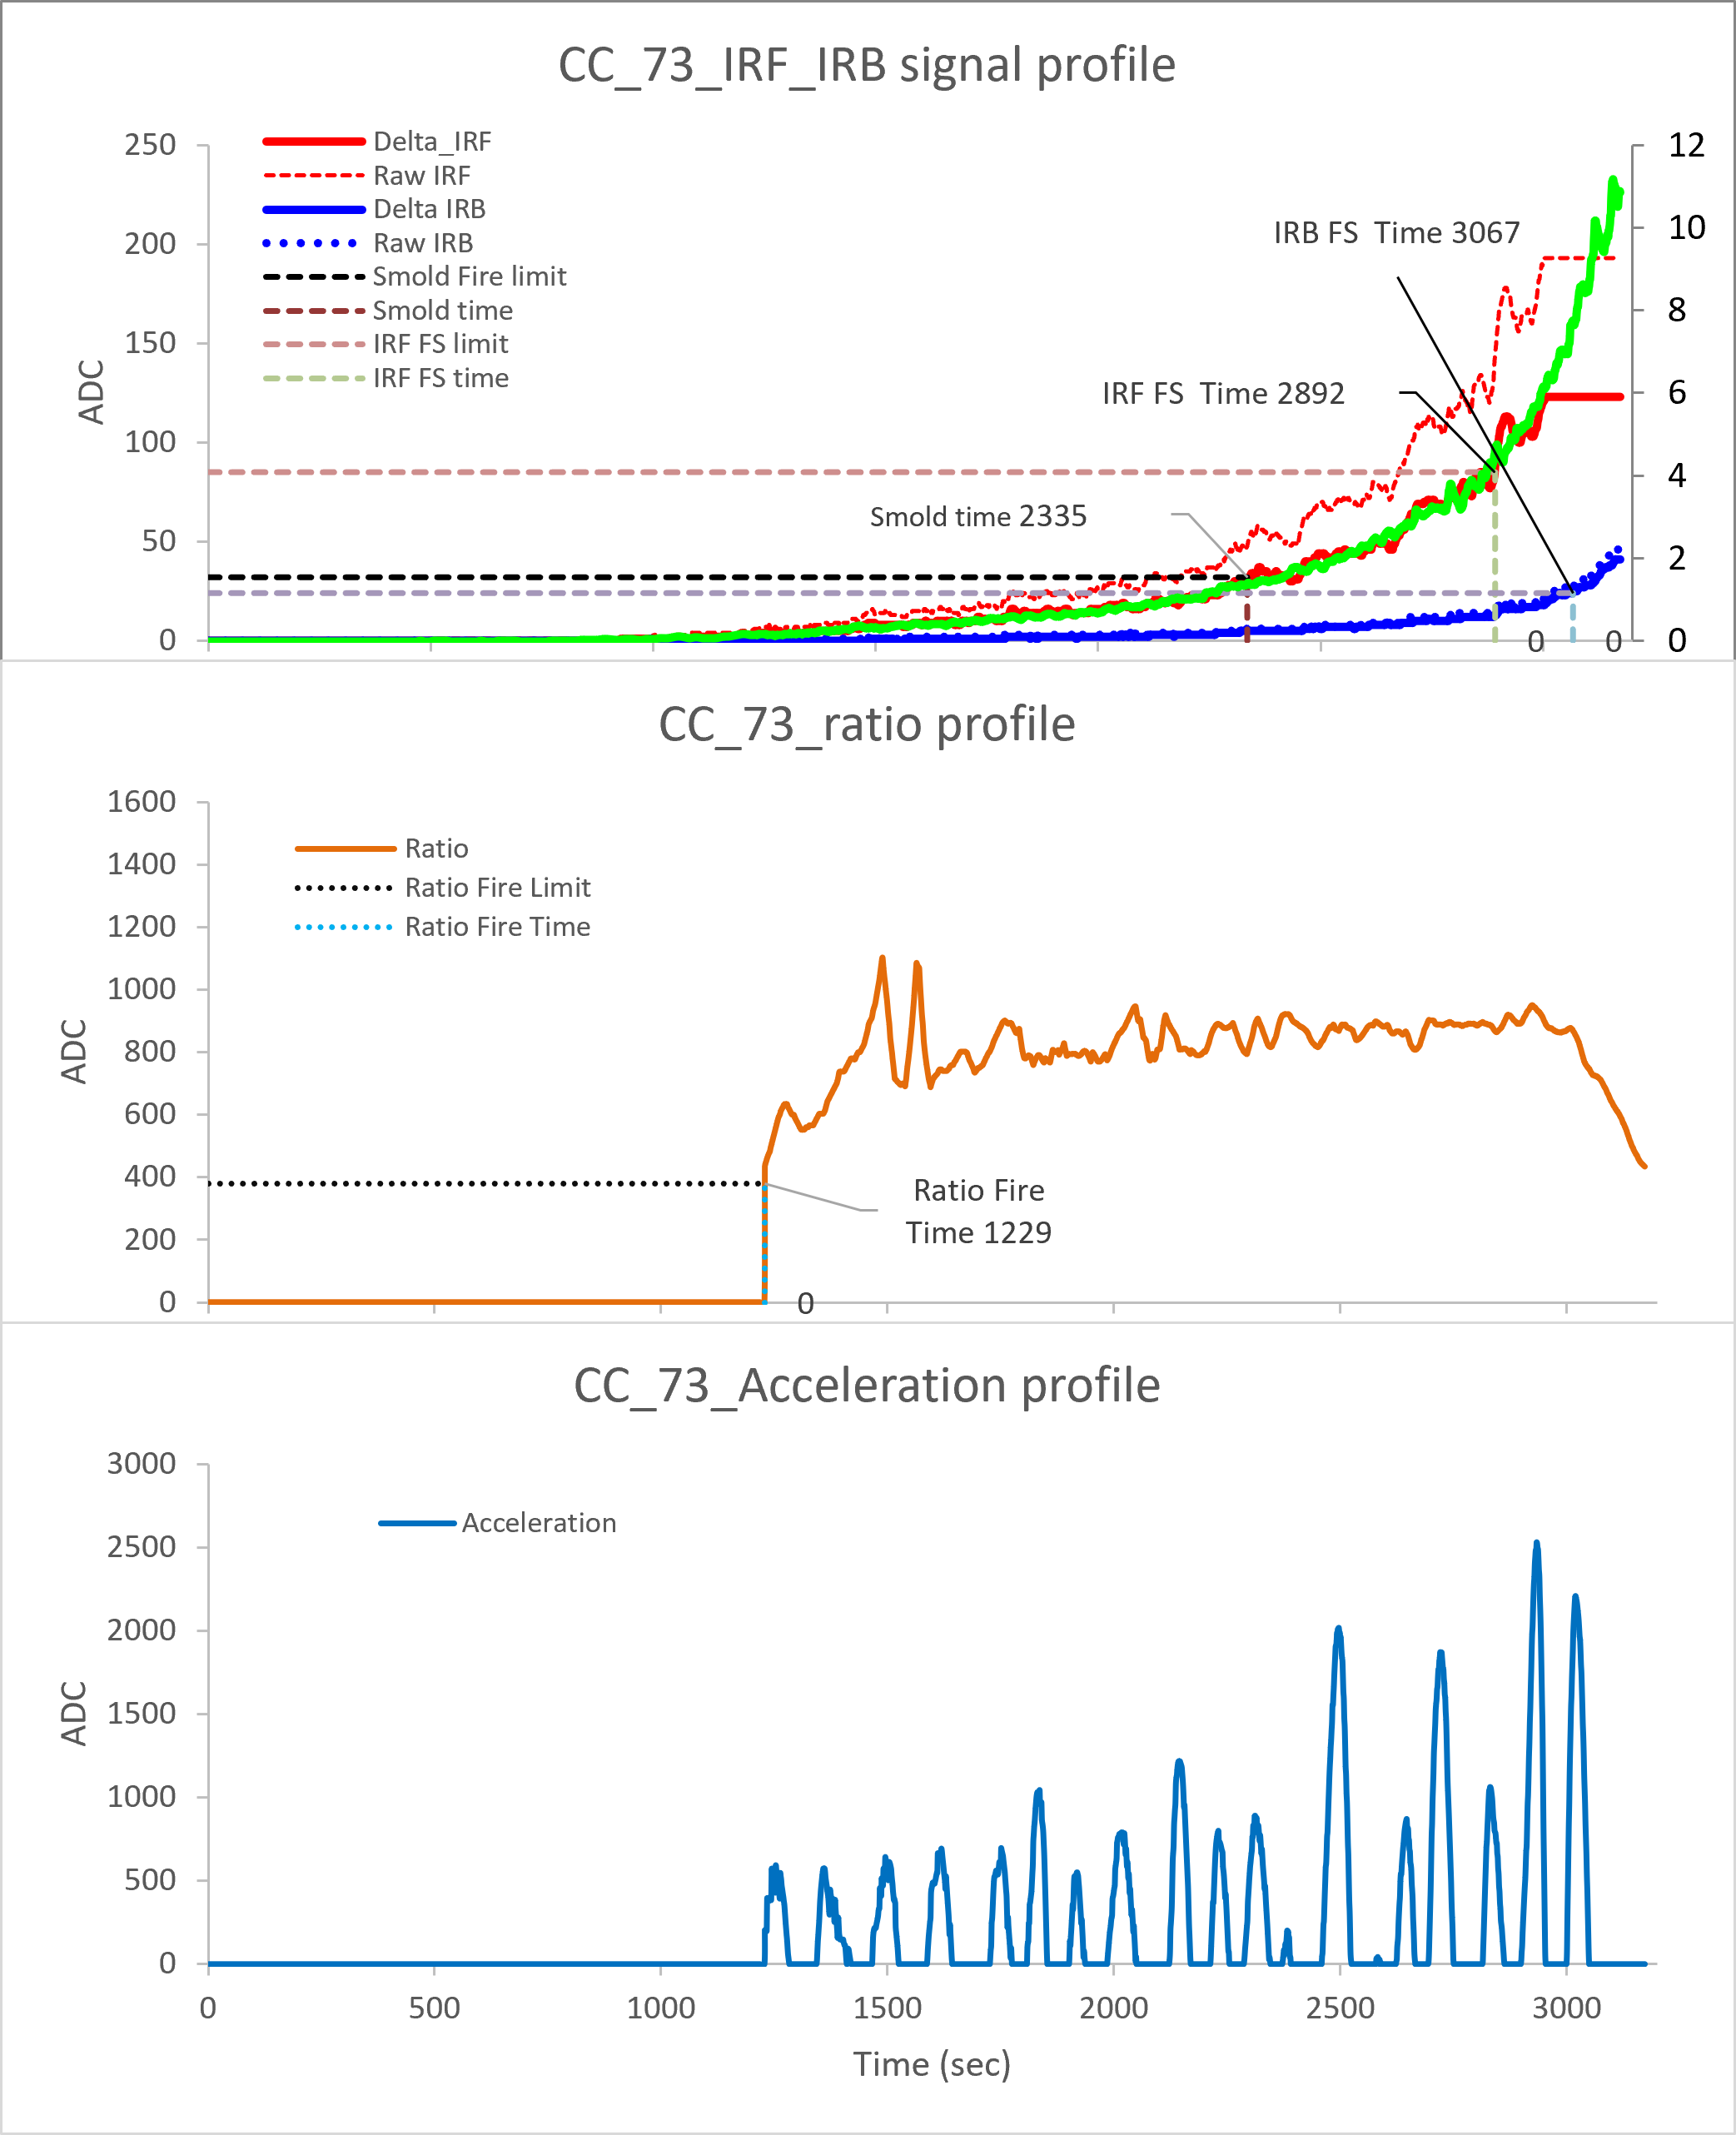 CC_73_IRF_IRB signal profile
Delta_IRF
Raw IRF
Delta IRB
Raw IRB
Smold Fire limit
Smold time
IRF FS limit
IRF FS time
250
200
150
100
50
0
ADC
12
10
8
6
4
2
0
IRB FS  Time 3067
IRF FS  Time 2892
Smold time 2335
0
0
CC_73_ratio profile
1600
1400
1200
1000
800
600
400
200
0
ADC
Ratio
Ratio Fire Limit
Ratio Fire Time
Ratio Fire
Time 1229
0
CC_73_Acceleration profile
3000
2500
2000
1500
1000
500
0
ADC
Acceleration
0 500 1000 1500 2000 2500 3000
Time (sec)